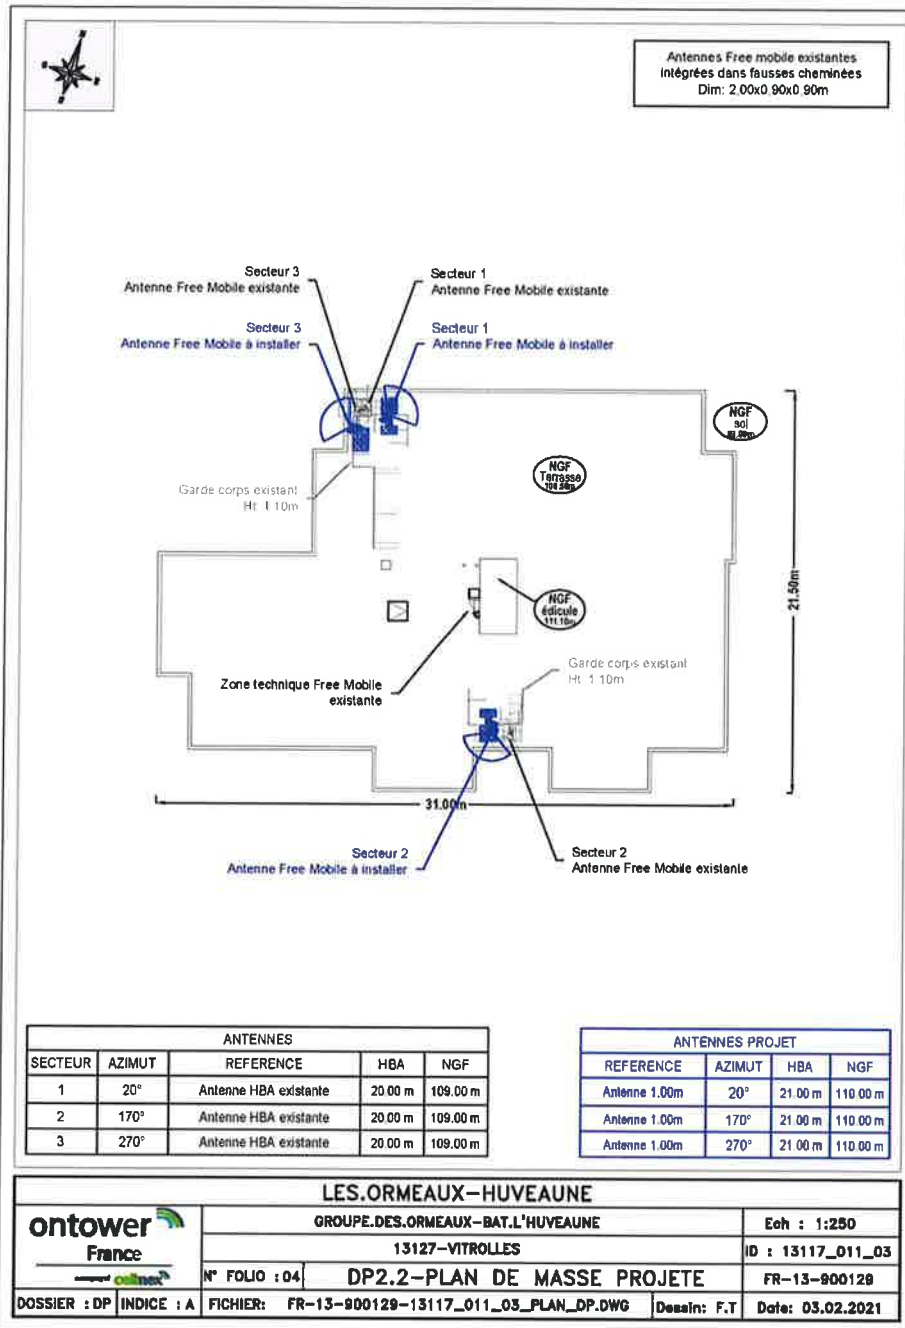 Antennes Free mobile existantes
intégrées dans fausses cheminées
Dim: 2,00x0,90x0,90m
Secteur 3
Antenne Free Mobile existante
Secteur 1
Antenne Free Mobile existante
Secteur 3
Antenne Free Mobile à installer
Secteur 1
Antenne Free Mobile à installer
NGF
sol
NGF
Terrasse
Garde corps existant
Ht 1.10m
NGF
édicule
111.10m
21.50m
Zone technique Free Mobile
existante
Garde corps existant
Ht 1.10m
31.00m
Secteur 2
Antenne Free Mobile à installer
Secteur 2
Antenne Free Mobile existante
ANTENNES
SECTEUR AZIMUT REFERENCE HBA NGF
1 20° Antenne HBA existante 20.00 m 109.00 m
2 170° Antenne HBA existante 20.00 m 109.00 m
3 270° Antenne HBA existante 20.00 m 109.00 m
ANTENNES PROJET
REFERENCE AZIMUT HBA NGF
Antenne 1.00m 20° 21.00 m 110.00 m
Antenne 1.00m 170° 21.00 m 110.00 m
Antenne 1.00m 270° 21.00 m 110.00 m
LES.ORMEAUX-HUVEAUNE
ontower
France
cellnex
GROUPE.DES.ORMEAUX-BAT.L'HUVEAUNE
Ech : 1:250
13127-VITROLLES
ID : 13117_011_03
N° FOLIO :04
DP2.2-PLAN DE MASSE PROJETE
FR-13-900129
DOSSIER :DP
INDICE :A
FICHIER: FR-13-900129-13117_011_03_PLAN_DP.DWG
Dessin: F.T
Date: 03.02.2021